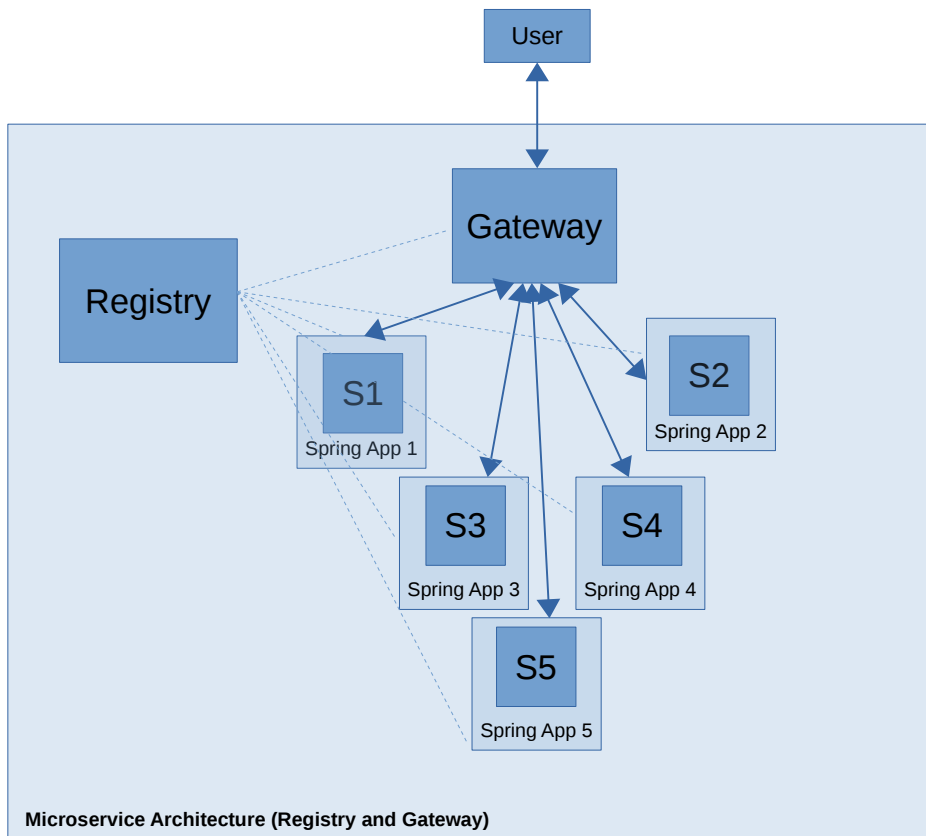 User
Gateway
Registry
S1
Spring App 1
S2
Spring App 2
S3
Spring App 3
S4
Spring App 4
S5
Spring App 5
Microservice Architecture (Registry and Gateway)